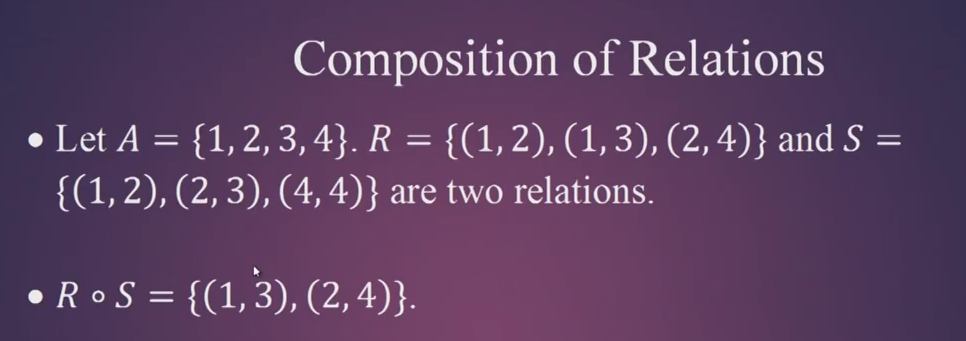 Composition of Relations
• Let A = {1, 2, 3, 4}. R = {(1, 2), (1, 3), (2, 4)} and S =
{(1, 2), (2, 3), (4, 4)} are two relations.
• R ∘ S = {(1, 3), (2, 4)}.